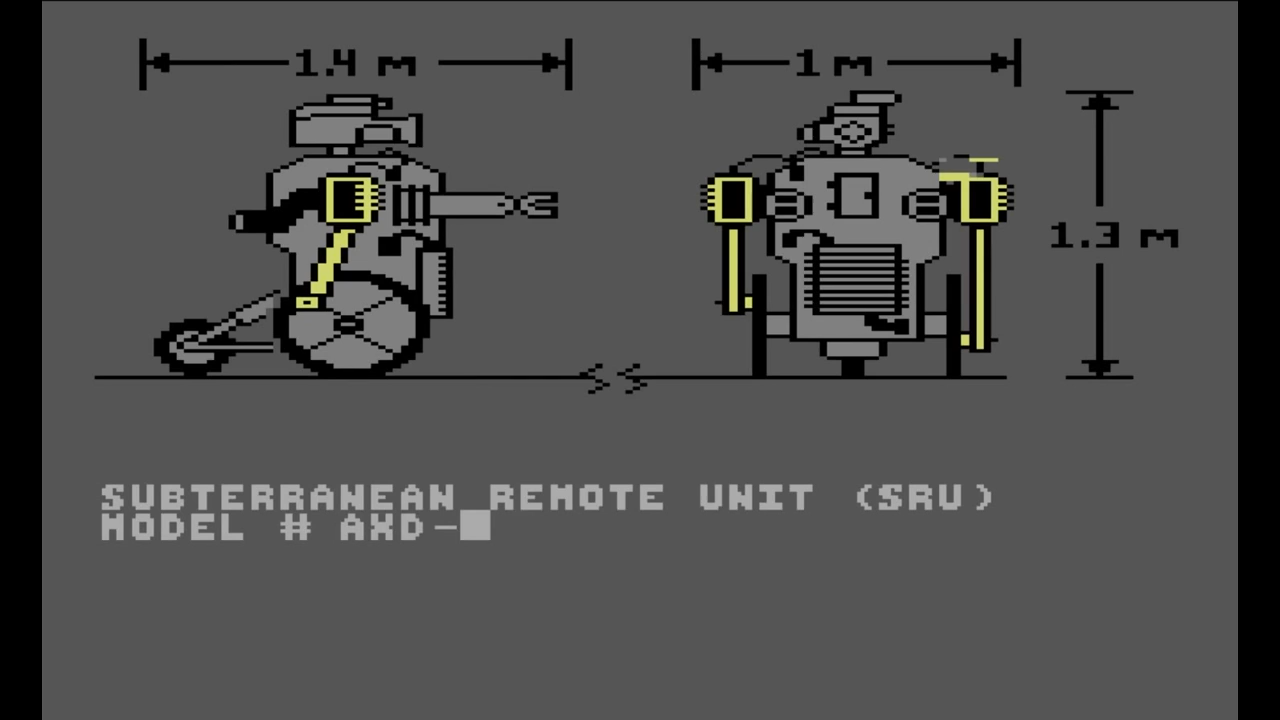 1.4 m
1 m
1.3 m
SUBTERRANEAN REMOTE UNIT (SRU)
MODEL # AXD-